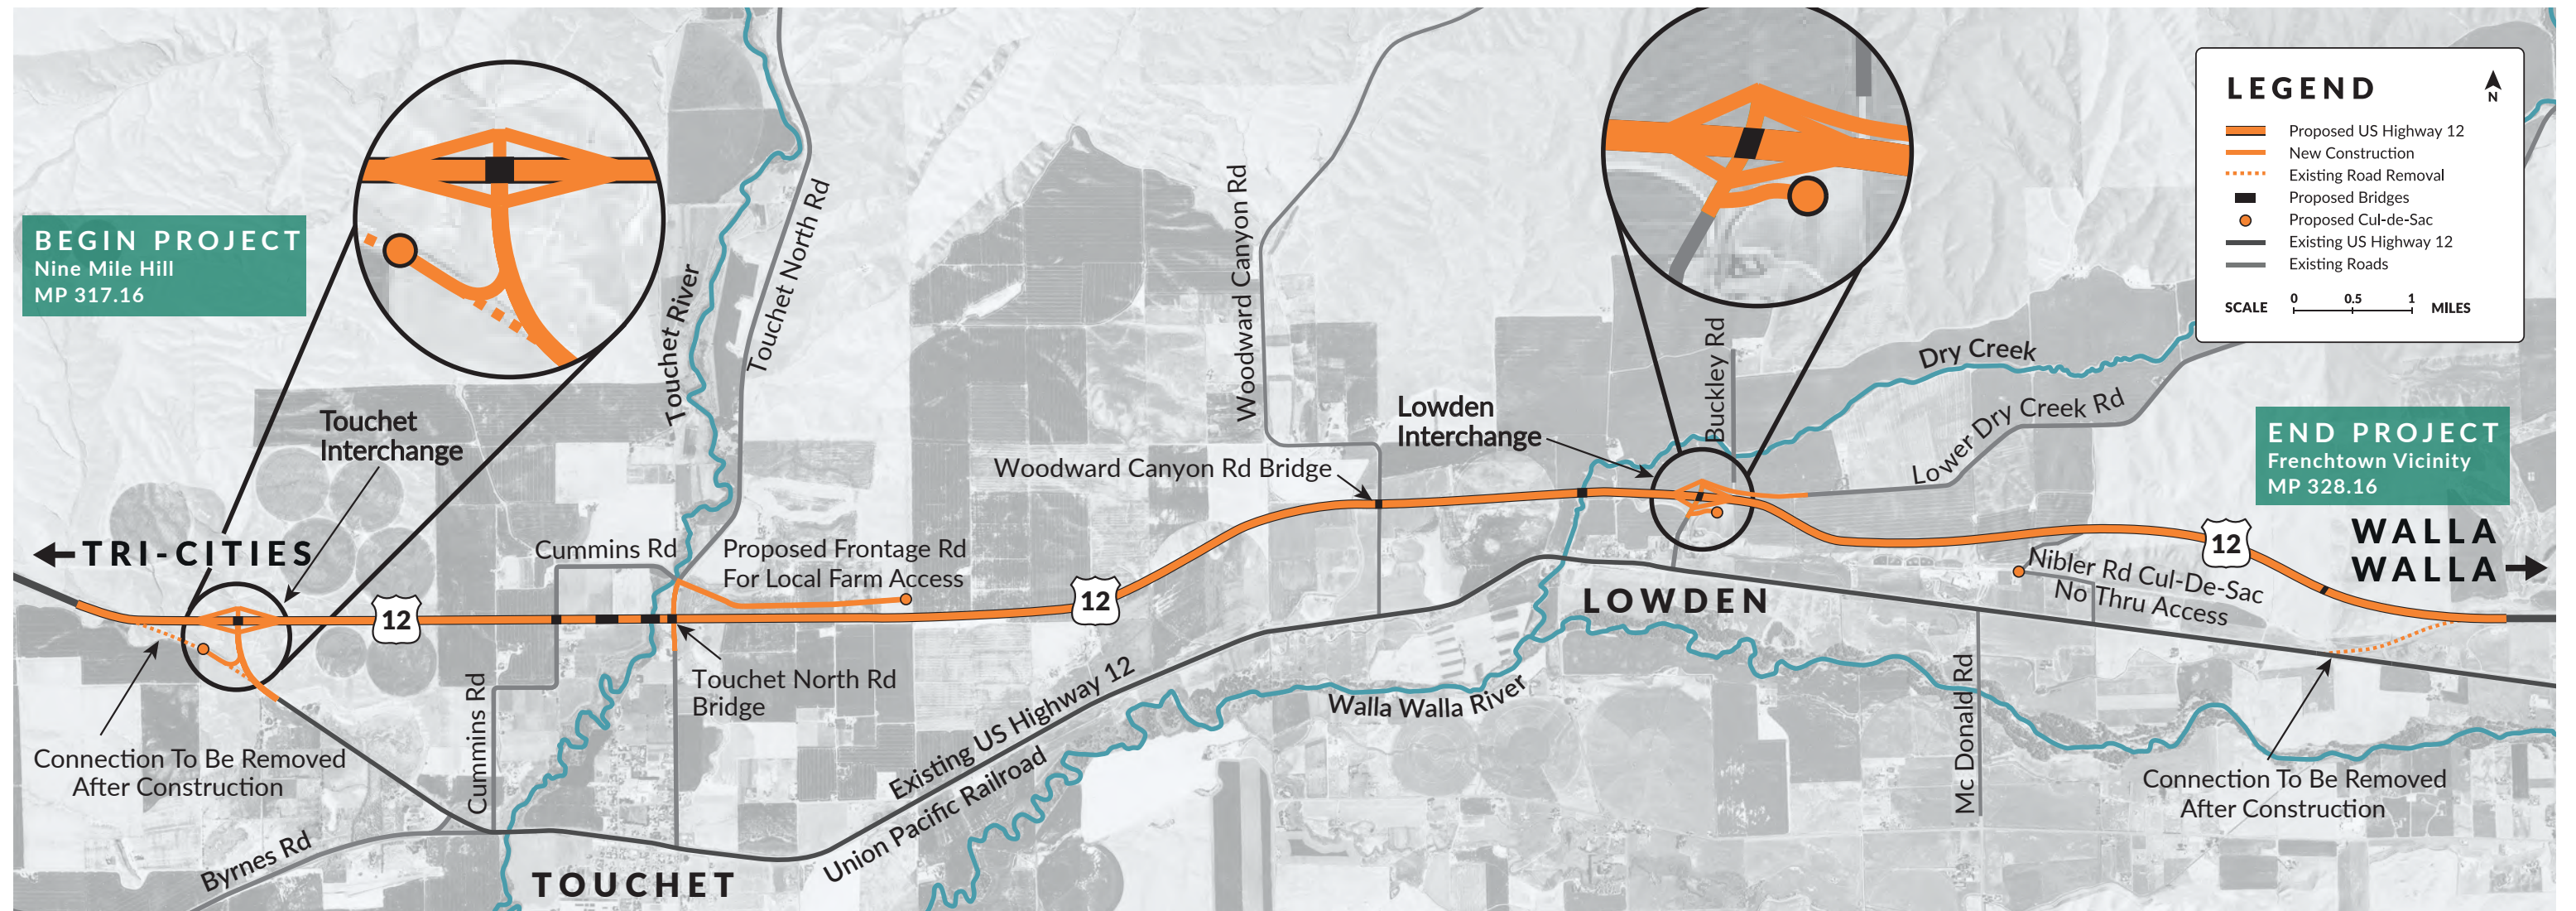 BEGIN PROJECT
Nine Mile Hill
MP 317.16
Touchet
Interchange
TRI-CITIES
12
Connection To Be Removed
After Construction
Byrnes Rd
Cummins Rd
Cummins Rd
Touchet River
Touchet North Rd
Proposed Frontage Rd
For Local Farm Access
Touchet North Rd
Bridge
TOUCHET
12
Existing US Highway 12
Union Pacific Railroad
Woodward Canyon Rd
Woodward Canyon Rd Bridge
Walla Walla River
Lowden
Interchange
Buckley Rd
LOWDEN
Dry Creek
Lower Dry Creek Rd
Mc Donald Rd
Nibler Rd Cul-De-Sac
No Thru Access
12
Connection To Be Removed
After Construction
END PROJECT
Frenchtown Vicinity
MP 328.16
WALLA
WALLA
LEGEND
N
Proposed US Highway 12
New Construction
Existing Road Removal
Proposed Bridges
Proposed Cul-de-Sac
Existing US Highway 12
Existing Roads
SCALE 0 0.5 1 MILES